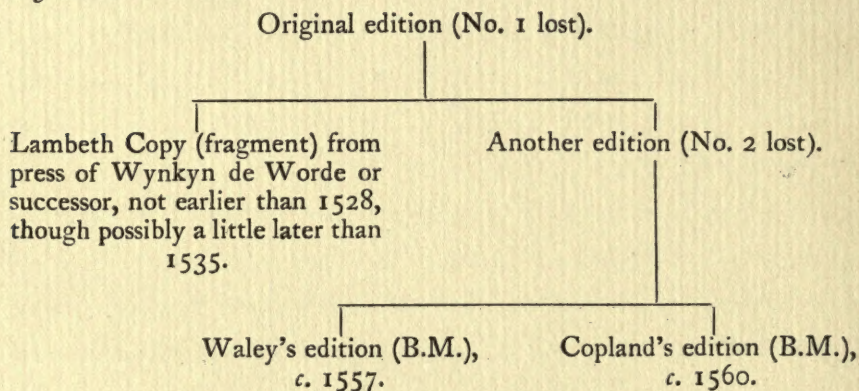 Original edition (No. 1 lost).
Lambeth Copy (fragment) from
press of Wynkyn de Worde or
successor, not earlier than 1528,
though possibly a little later than
1535.
Another edition (No. 2 lost).
Waley's edition (B.M.),
c. 1557.
Copland's edition (B.M.),
c. 1560.